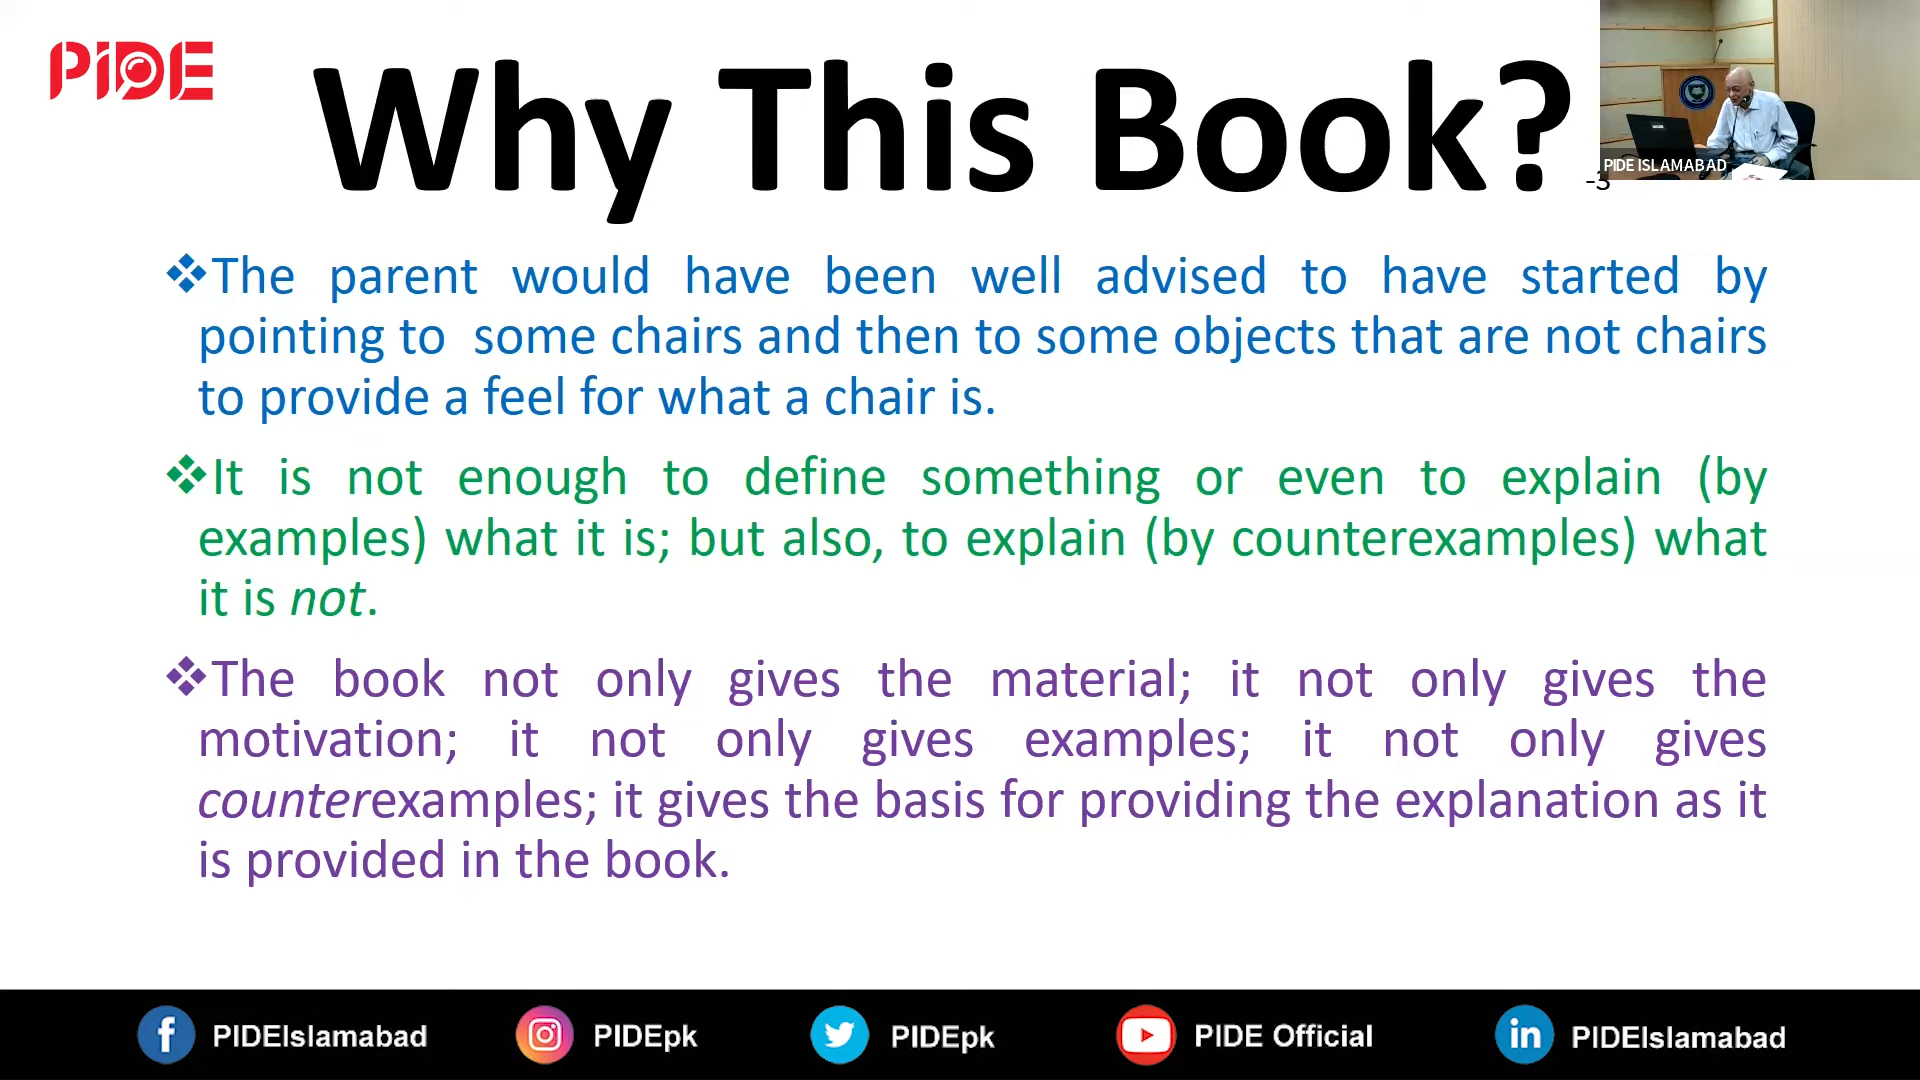 PIDE
Why This Book?
-3
PIDE ISLAMABAD
❖The parent would have been well advised to have started by
pointing to some chairs and then to some objects that are not chairs
to provide a feel for what a chair is.
❖It is not enough to define something or even to explain (by
examples) what it is; but also, to explain (by counterexamples) what
it is not.
❖The book not only gives the material; it not only gives the
motivation; it not only gives examples; it not only gives
counterexamples; it gives the basis for providing the explanation as it
is provided in the book.
PIDEIslamabad
PIDEpk
PIDEpk
PIDE Official
PIDEIslamabad